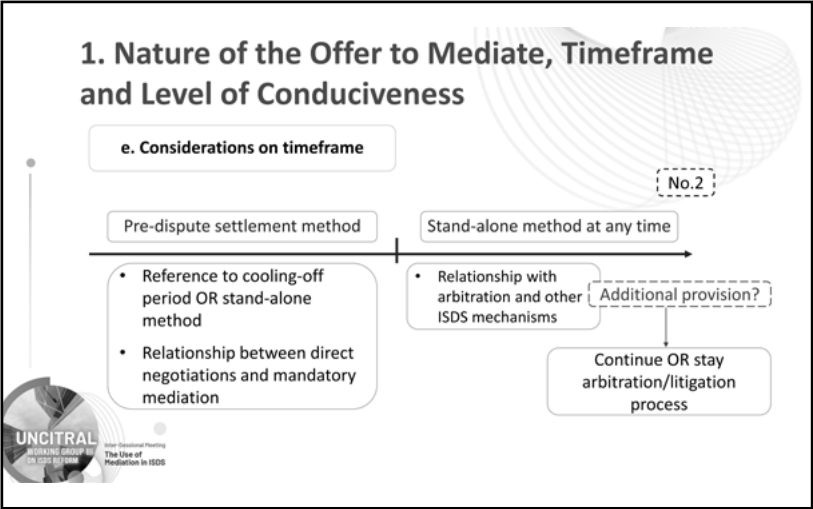 1. Nature of the Offer to Mediate, Timeframe
and Level of Conduciveness
e. Considerations on timeframe
No.2
Pre-dispute settlement method
Stand-alone method at any time
• Reference to cooling-off
period OR stand-alone
method
• Relationship between direct
negotiations and mandatory
mediation
• Relationship with
arbitration and other
ISDS mechanisms
Additional provision?
Continue OR stay
arbitration/litigation
process
UNCITRAL
WORKING GROUP III
ON ISDS REFORM
Inter-Sessional Meeting
The Use of
Mediation in ISDS